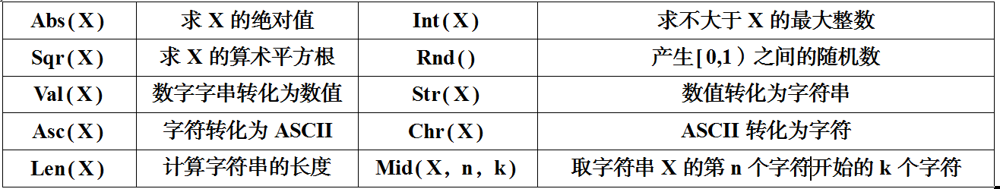 Abs(X) 求 X 的绝对值 Int(X) 求不大于 X 的最大整数
Sqr(X) 求 X 的算术平方根 Rnd() 产生[0,1）之间的随机数
Val(X) 数字字串转化为数值 Str(X) 数值转化为字符串
Asc(X) 字符转化为 ASCII Chr(X) ASCII 转化为字符
Len(X) 计算字符串的长度 Mid(X，n，k) 取字符串 X 的第 n 个字符开始的 k 个字符